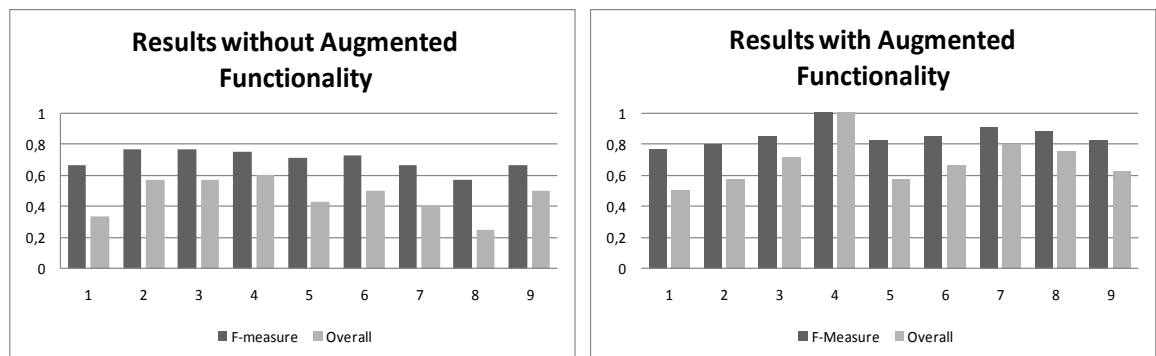 Results without Augmented
Functionality
1
0,8
0,6
0,4
0,2
0
1 2 3 4 5 6 7 8 9
F-measure Overall
Results with Augmented
Functionality
1
0,8
0,6
0,4
0,2
0
1 2 3 4 5 6 7 8 9
F-Measure Overall